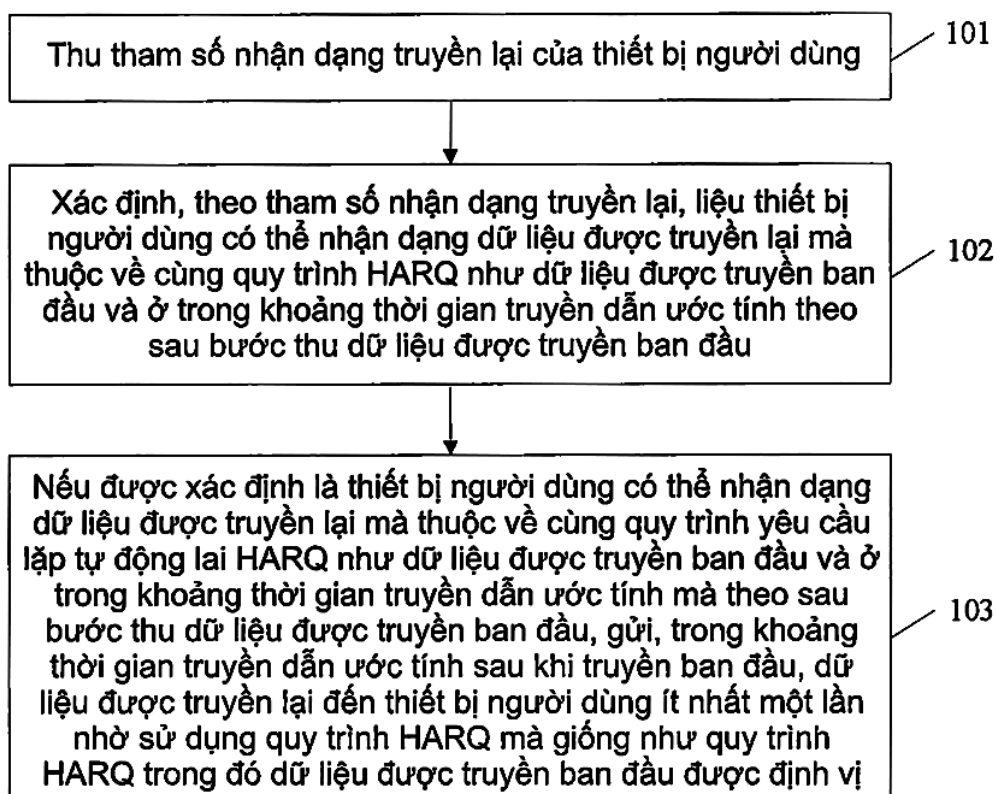 Thu tham số nhận dạng truyền lại của thiết bị người dùng
101
Xác định, theo tham số nhận dạng truyền lại, liệu thiết bị
người dùng có thể nhận dạng dữ liệu được truyền lại mà
thuộc về cùng quy trình HARQ như dữ liệu được truyền ban
đầu và ở trong khoảng thời gian truyền dẫn ước tính theo
sau bước thu dữ liệu được truyền ban đầu
102
Nếu được xác định là thiết bị người dùng có thể nhận dạng
dữ liệu được truyền lại mà thuộc về cùng quy trình yêu cầu
lặp tự động lai HARQ như dữ liệu được truyền ban đầu và ở
trong khoảng thời gian truyền dẫn ước tính mà theo sau
bước thu dữ liệu được truyền ban đầu, gửi, trong khoảng
thời gian truyền dẫn ước tính sau khi truyền ban đầu, dữ
liệu được truyền lại đến thiết bị người dùng ít nhất một lần
nhờ sử dụng quy trình HARQ mà giống như quy trình
HARQ trong đó dữ liệu được truyền ban đầu được định vị
103